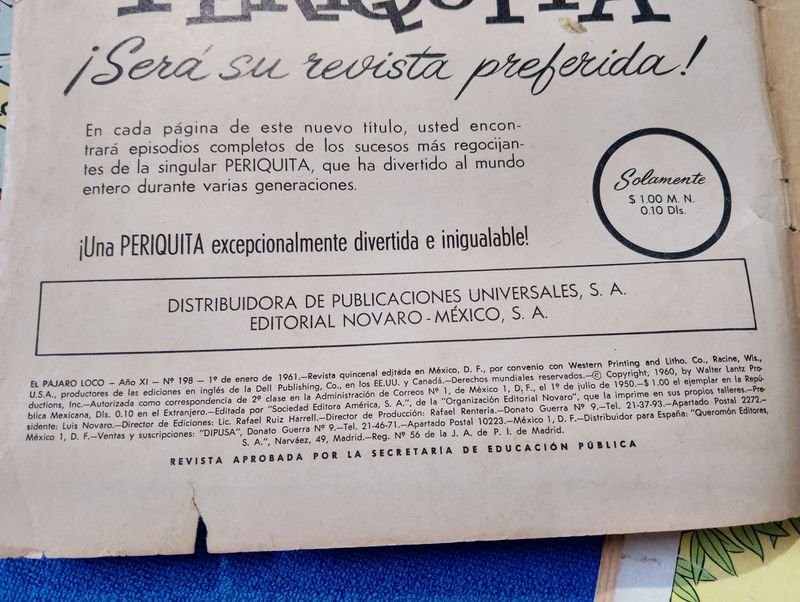 PERIQUITA
¡Será su revista preferida!
En cada página de este nuevo título, usted encon-
trará episodios completos de los sucesos más regocijan-
tes de la singular PERIQUITA, que ha divertido al mundo
entero durante varias generaciones.
Solamente
$ 1.00 M. N.
0.10 Dls.
¡Una PERIQUITA excepcionalmente divertida e inigualable!
DISTRIBUIDORA DE PUBLICACIONES UNIVERSALES, S. A.
EDITORIAL NOVARO-MÉXICO, S. A.
EL PAJARO LOCO — Año XI — Nº 198 — 1º de enero de 1961.—Revista quincenal editada en México, D. F., por convenio con Western Printing and Litho. Co., Racine, Wis.,
U.S.A., productores de las ediciones en inglés de la Dell Publishing, Co., en los EE.UU. y Canadá.—Derechos mundiales reservados.—© Copyright, 1960, by Walter Lantz Pro-
ductions, Inc.—Autorizada como correspondencia de 2ª clase en la Administración de Correos Nº 1, de México 1, D. F., el 1º de julio de 1950.—$ 1.00 el ejemplar en la Repú-
blica Mexicana, Dls. 0.10 en el Extranjero.—Editada por "Sociedad Editora América, S. A.", de la "Organización Editorial Novaro", que la imprime en sus propios talleres.—Pre-
sidente: Luis Novaro.—Director de Ediciones: Lic. Rafael Ruiz Harrell.—Director de Producción: Rafael Rentería.—Donato Guerra Nº 9.—Tel. 21-37-93.—Apartado Postal 2272.—
México 1, D. F.—Ventas y suscripciones: "DIPUSA", Donato Guerra Nº 9.—Tel. 21-46-71.—Apartado Postal 10223.—México 1, D. F.—Distribuidor para España: "Queromón Editores,
S. A.", Narváez, 49, Madrid.—Reg. Nº 56 de la J. A. de P. I. de Madrid.
REVISTA APROBADA POR LA SECRETARÍA DE EDUCACIÓN PÚBLICA